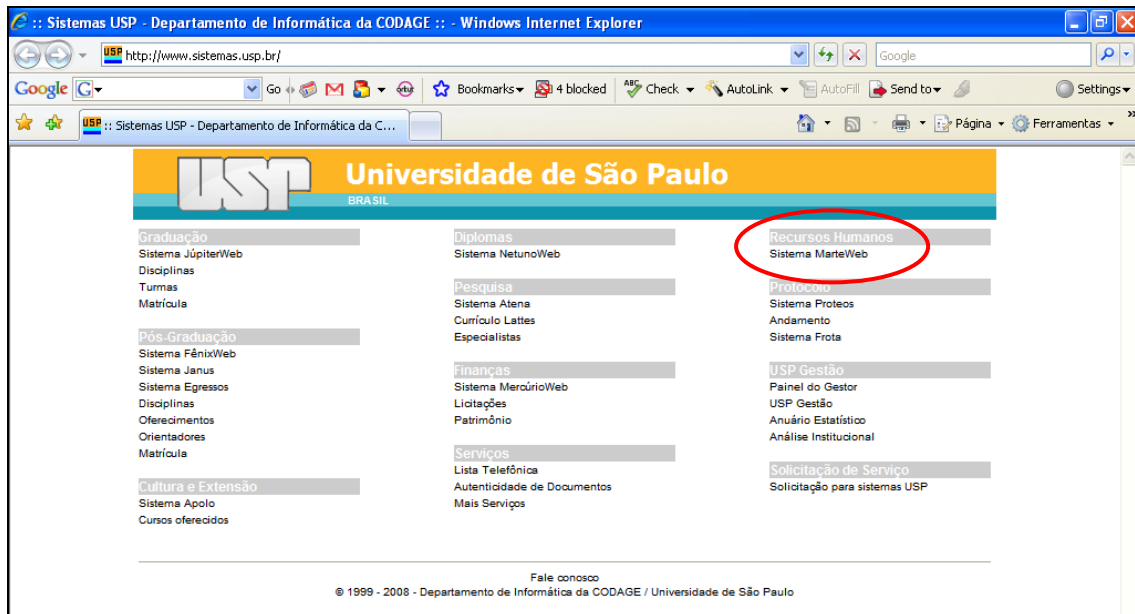 :: Sistemas USP - Departamento de Informática da CODAGE :: - Windows Internet Explorer
USP http://www.sistemas.usp.br/
Google
Google G Go ortut Bookmarks 4 blocked ABC Check AutoLink AutoFill Send to Settings
USP :: Sistemas USP - Departamento de Informática da C... Página Ferramentas »
USP
Universidade de São Paulo
BRASIL
Graduação
Sistema JúpiterWeb
Disciplinas
Turmas
Matrícula
Pós-Graduação
Sistema FênixWeb
Sistema Janus
Sistema Egressos
Disciplinas
Oferecimentos
Orientadores
Matrícula
Cultura e Extensão
Sistema Apolo
Cursos oferecidos
Diplomas
Sistema NetunoWeb
Pesquisa
Sistema Atena
Currículo Lattes
Especialistas
Finanças
Sistema MercúrioWeb
Licitações
Patrimônio
Serviços
Lista Telefônica
Autenticidade de Documentos
Mais Serviços
Recursos Humanos
Sistema MarteWeb
Protocolo
Sistema Proteos
Andamento
Sistema Frota
USP Gestão
Painel do Gestor
USP Gestão
Anuário Estatístico
Análise Institucional
Solicitação de Serviço
Solicitação para sistemas USP
Fale conosco
© 1999 - 2008 - Departamento de Informática da CODAGE / Universidade de São Paulo